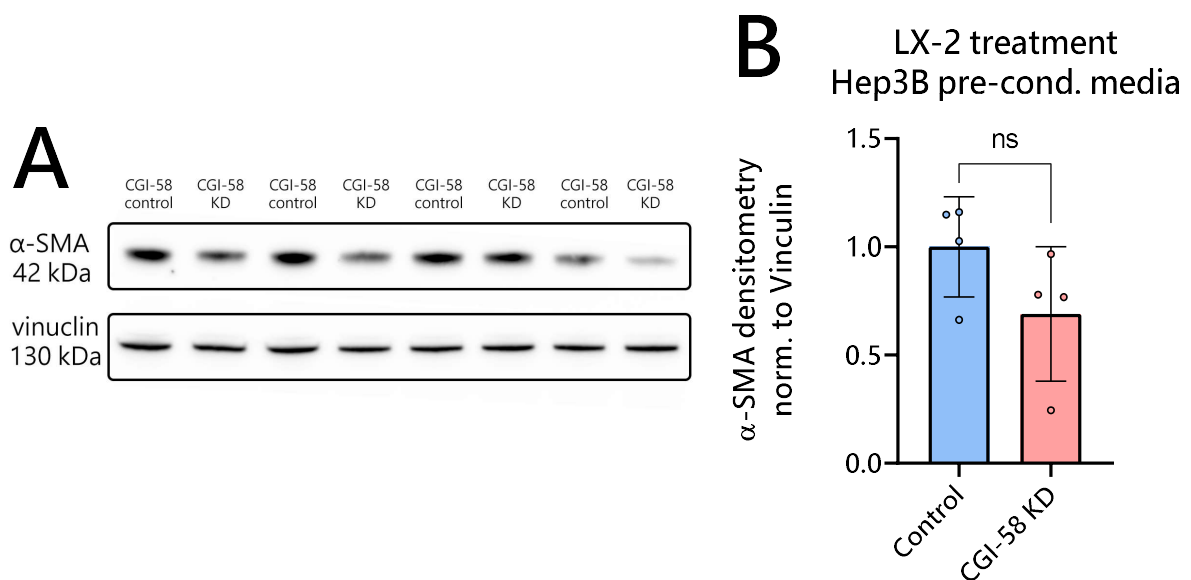 A
CGI-58 control
CGI-58 KD
CGI-58 control
CGI-58 KD
CGI-58 control
CGI-58 KD
CGI-58 control
CGI-58 KD
α-SMA
42 kDa
vinuclin
130 kDa
B
LX-2 treatment
Hep3B pre-cond. media
α-SMA densitometry
norm. to Vinculin
1.5
1.0
0.5
0.0
ns
Control
CGI-58 KD